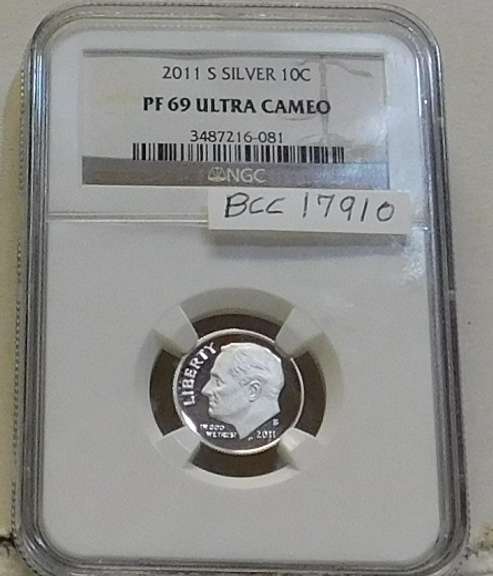 2011 S SILVER 10C
PF 69 ULTRA CAMEO
3487216-081
NGC
BCC 17910
LIBERTY
IN GOD
WE TRUST
S
2011